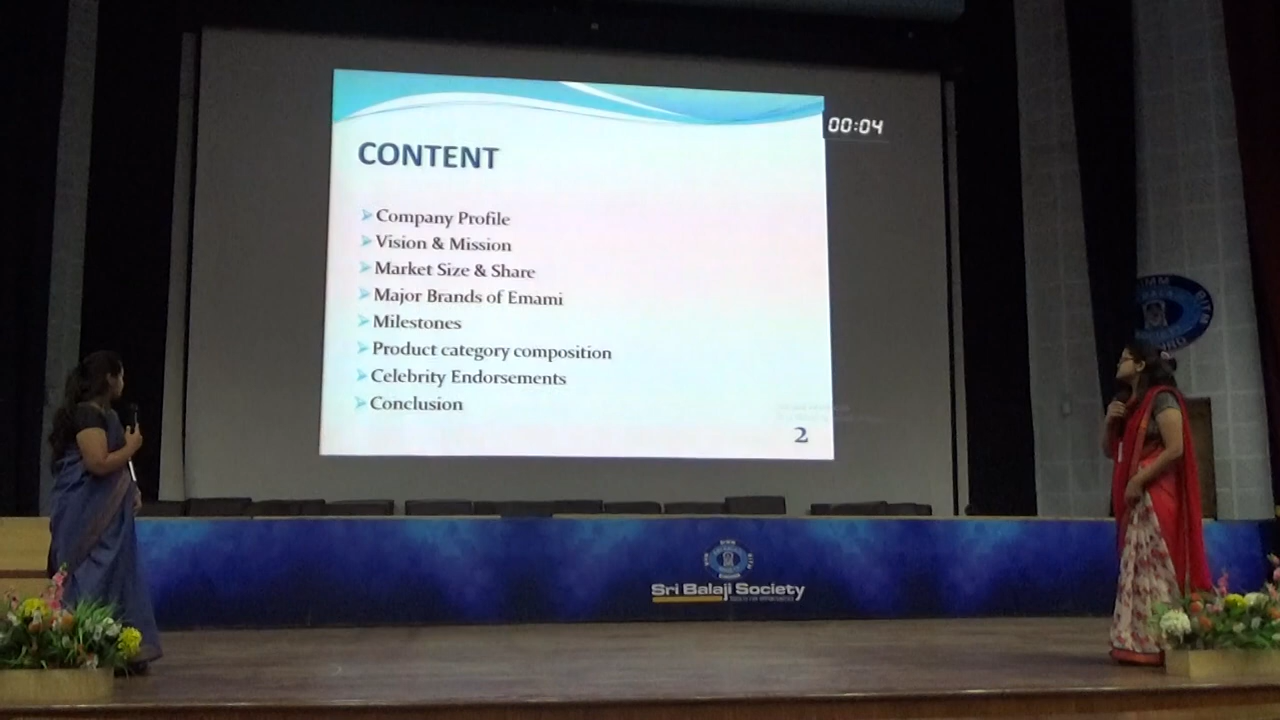 00:04
CONTENT
Company Profile
Vision & Mission
Market Size & Share
Major Brands of Emami
Milestones
Product category composition
Celebrity Endorsements
Conclusion
2
Sri Balaji Society